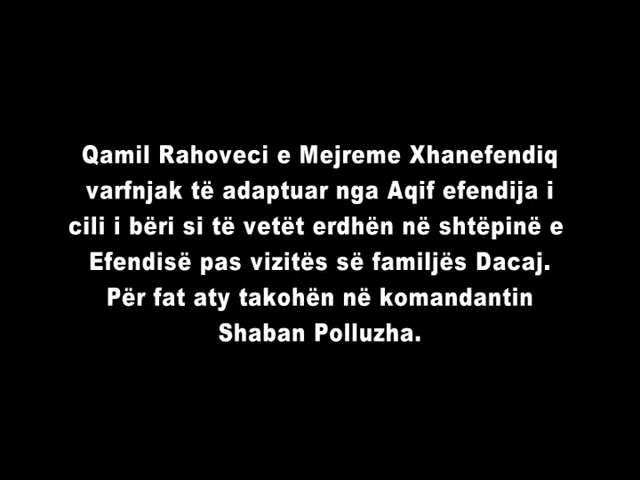 Qamil Rahoveci e Mejreme Xhanefendiq
varfnjak të adaptuar nga Aqif efendija i
cili i bëri si të vetët erdhën në shtëpinë e
Efendisë pas vizitës së familjës Dacaj.
Për fat aty takohën në komandantin
Shaban Polluzha.